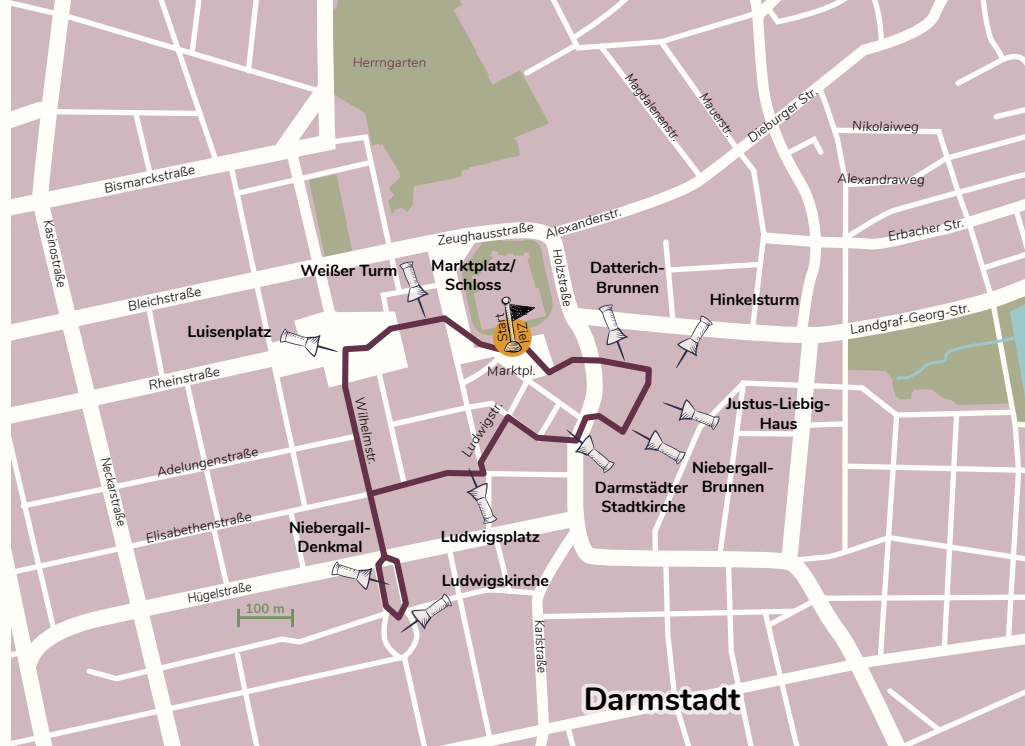 Herrngarten
Magdalenenstr.
Mauerstr.
Dieburger Str.
Nikolaiweg
Alexandraweg
Erbacher Str.
Bismarckstraße
Kasinostraße
Zeughausstraße
Alexanderstr.
Holzstraße
Weißer Turm
Marktplatz/
Schloss
Datterich-
Brunnen
Hinkelsturm
Bleichstraße
Luisenplatz
Start
Ziel
Landgraf-Georg-Str.
Rheinstraße
Marktpl.
Wilhelmstr.
Ludwigstr.
Justus-Liebig-
Haus
Adelungenstraße
Neckarstraße
Niebergall-
Brunnen
Darmstädter
Stadtkirche
Elisabethenstraße
Niebergall-
Denkmal
Ludwigsplatz
Ludwigskirche
Hügelstraße
100 m
Karlstraße
Darmstadt